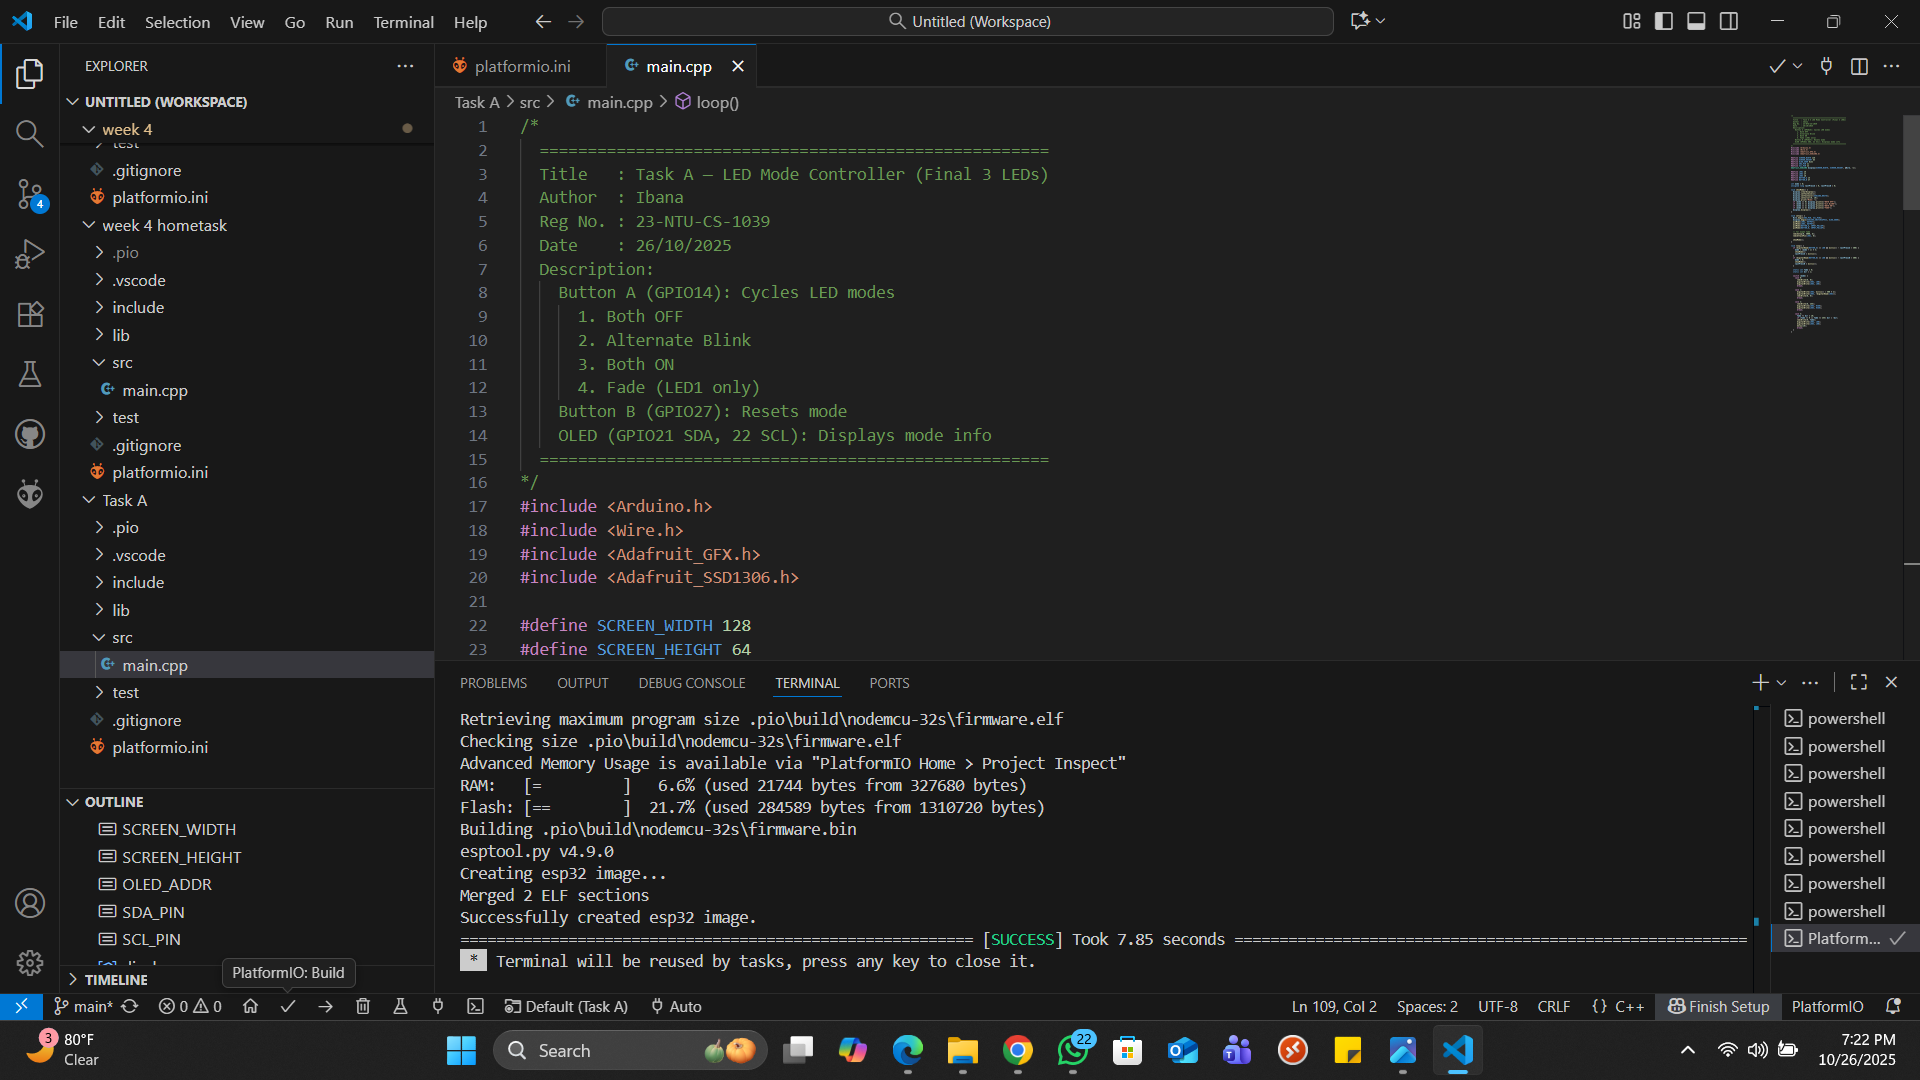 File Edit Selection View Go Run Terminal Help
Untitled (Workspace)
EXPLORER
UNTITLED (WORKSPACE)
week 4
test
.gitignore
platformio.ini
week 4 hometask
.pio
.vscode
include
lib
src
main.cpp
test
.gitignore
platformio.ini
Task A
.pio
.vscode
include
lib
src
main.cpp
test
.gitignore
platformio.ini
OUTLINE
SCREEN_WIDTH
SCREEN_HEIGHT
OLED_ADDR
SDA_PIN
SCL_PIN
TIMELINE
PlatformIO: Build
4
platformio.ini
main.cpp
Task A > src > main.cpp > loop()
1 /*
2 =====================================================
3 Title : Task A – LED Mode Controller (Final 3 LEDs)
4 Author : Ibana
5 Reg No. : 23-NTU-CS-1039
6 Date : 26/10/2025
7 Description:
8 Button A (GPIO14): Cycles LED modes
9 1. Both OFF
10 2. Alternate Blink
11 3. Both ON
12 4. Fade (LED1 only)
13 Button B (GPIO27): Resets mode
14 OLED (GPIO21 SDA, 22 SCL): Displays mode info
15 =====================================================
16 */
17 #include <Arduino.h>
18 #include <Wire.h>
19 #include <Adafruit_GFX.h>
20 #include <Adafruit_SSD1306.h>
21
22 #define SCREEN_WIDTH 128
23 #define SCREEN_HEIGHT 64
PROBLEMS OUTPUT DEBUG CONSOLE TERMINAL PORTS
Retrieving maximum program size .pio\build\nodemcu-32s\firmware.elf
Checking size .pio\build\nodemcu-32s\firmware.elf
Advanced Memory Usage is available via "PlatformIO Home > Project Inspect"
RAM: [= ] 6.6% (used 21744 bytes from 327680 bytes)
Flash: [== ] 21.7% (used 284589 bytes from 1310720 bytes)
Building .pio\build\nodemcu-32s\firmware.bin
esptool.py v4.9.0
Creating esp32 image...
Merged 2 ELF sections
Successfully created esp32 image.
===================================================== [SUCCESS] Took 7.85 seconds =====================================================
* Terminal will be reused by tasks, press any key to close it.
powershell
powershell
powershell
powershell
powershell
powershell
powershell
powershell
Platform...
main* 0 0 Default (Task A) Auto Ln 109, Col 2 Spaces: 2 UTF-8 CRLF {} C++ Finish Setup PlatformIO
3
80°F
Clear
Search
22
7:22 PM
10/26/2025